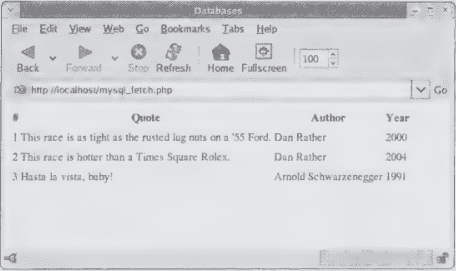 Databases
File Edit View Web Go Bookmarks Tabs Help
Back Forward Stop Refresh Home Fullscreen 100
http://localhost/mysqi_fetch.php Go
# Quote Author Year
1 This race is as tight as the rusted lug nuts on a '55 Ford. Dan Rather 2000
2 This race is hotter than a Times Square Rolex. Dan Rather 2004
3 Hasta la vista, baby! Arnold Schwarzenegger 1991